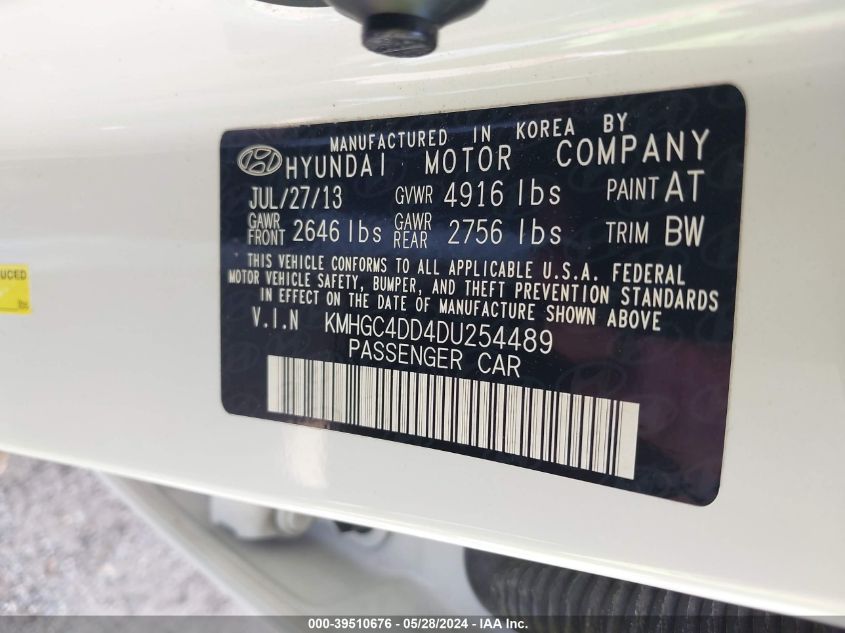 MANUFACTURED IN KOREA BY
HYUNDAI MOTOR COMPANY
JUL/27/13 GVWR 4916 lbs PAINT AT
GAWR FRONT 2646 lbs GAWR REAR 2756 lbs TRIM BW
THIS VEHICLE CONFORMS TO ALL APPLICABLE U.S.A. FEDERAL
MOTOR VEHICLE SAFETY, BUMPER, AND THEFT PREVENTION STANDARDS
IN EFFECT ON THE DATE OF MANUFACTURE SHOWN ABOVE
V.I.N KMHGC4DD4DU254489
PASSENGER CAR
UCED
lbs
000-39510676 / 05/28/2024 - IAA Inc.